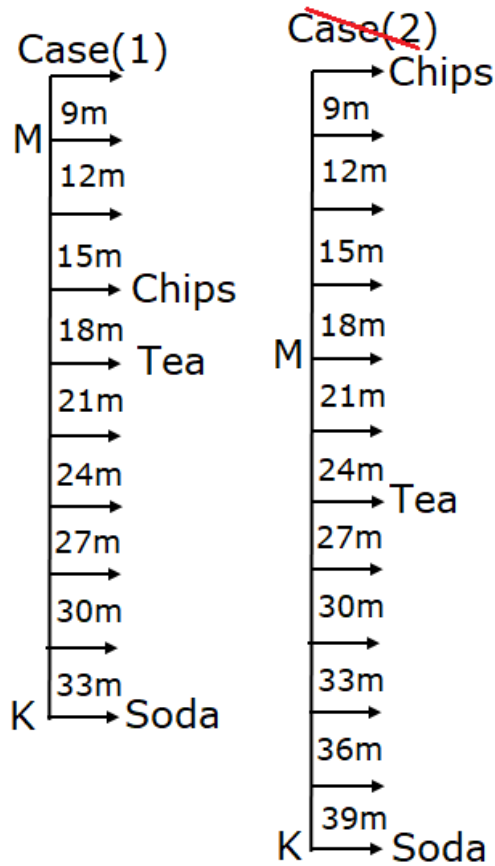 Case(1)
9m
M
12m
15m
Chips
18m
Tea
21m
24m
27m
30m
33m
K
Soda
Case(2)
Chips
9m
12m
15m
18m
M
21m
24m
Tea
27m
30m
33m
36m
39m
K
Soda